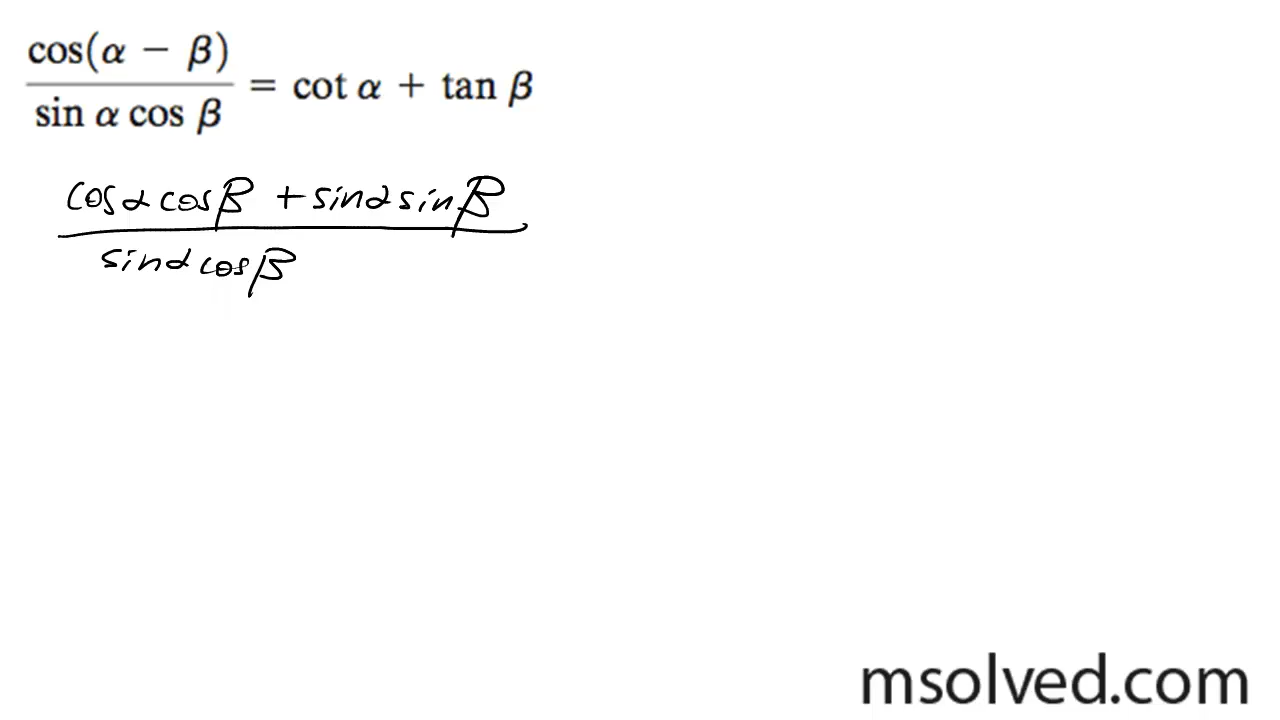 cos(α − β)
sin α cos β
= cot α + tan β
cosα cosβ + sinα sinβ
sinα cosβ
msolved.com